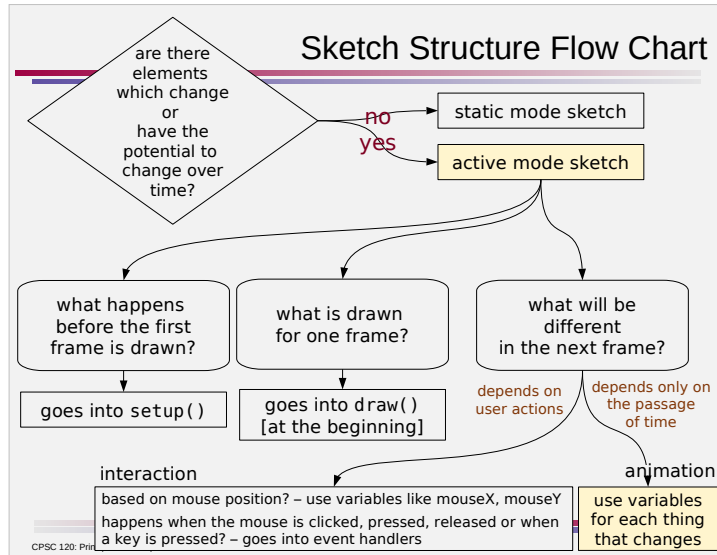 Sketch Structure Flow Chart
are there
elements
which change
or
have the
potential to
change over
time?
no
yes
static mode sketch
active mode sketch
what happens
before the first
frame is drawn?
what is drawn
for one frame?
what will be
different
in the next frame?
goes into setup()
goes into draw()
[at the beginning]
depends on
user actions
depends only on
the passage
of time
interaction
based on mouse position? – use variables like mouseX, mouseY
happens when the mouse is clicked, pressed, released or when
a key is pressed? – goes into event handlers
animation
use variables
for each thing
that changes
CPSC 120: